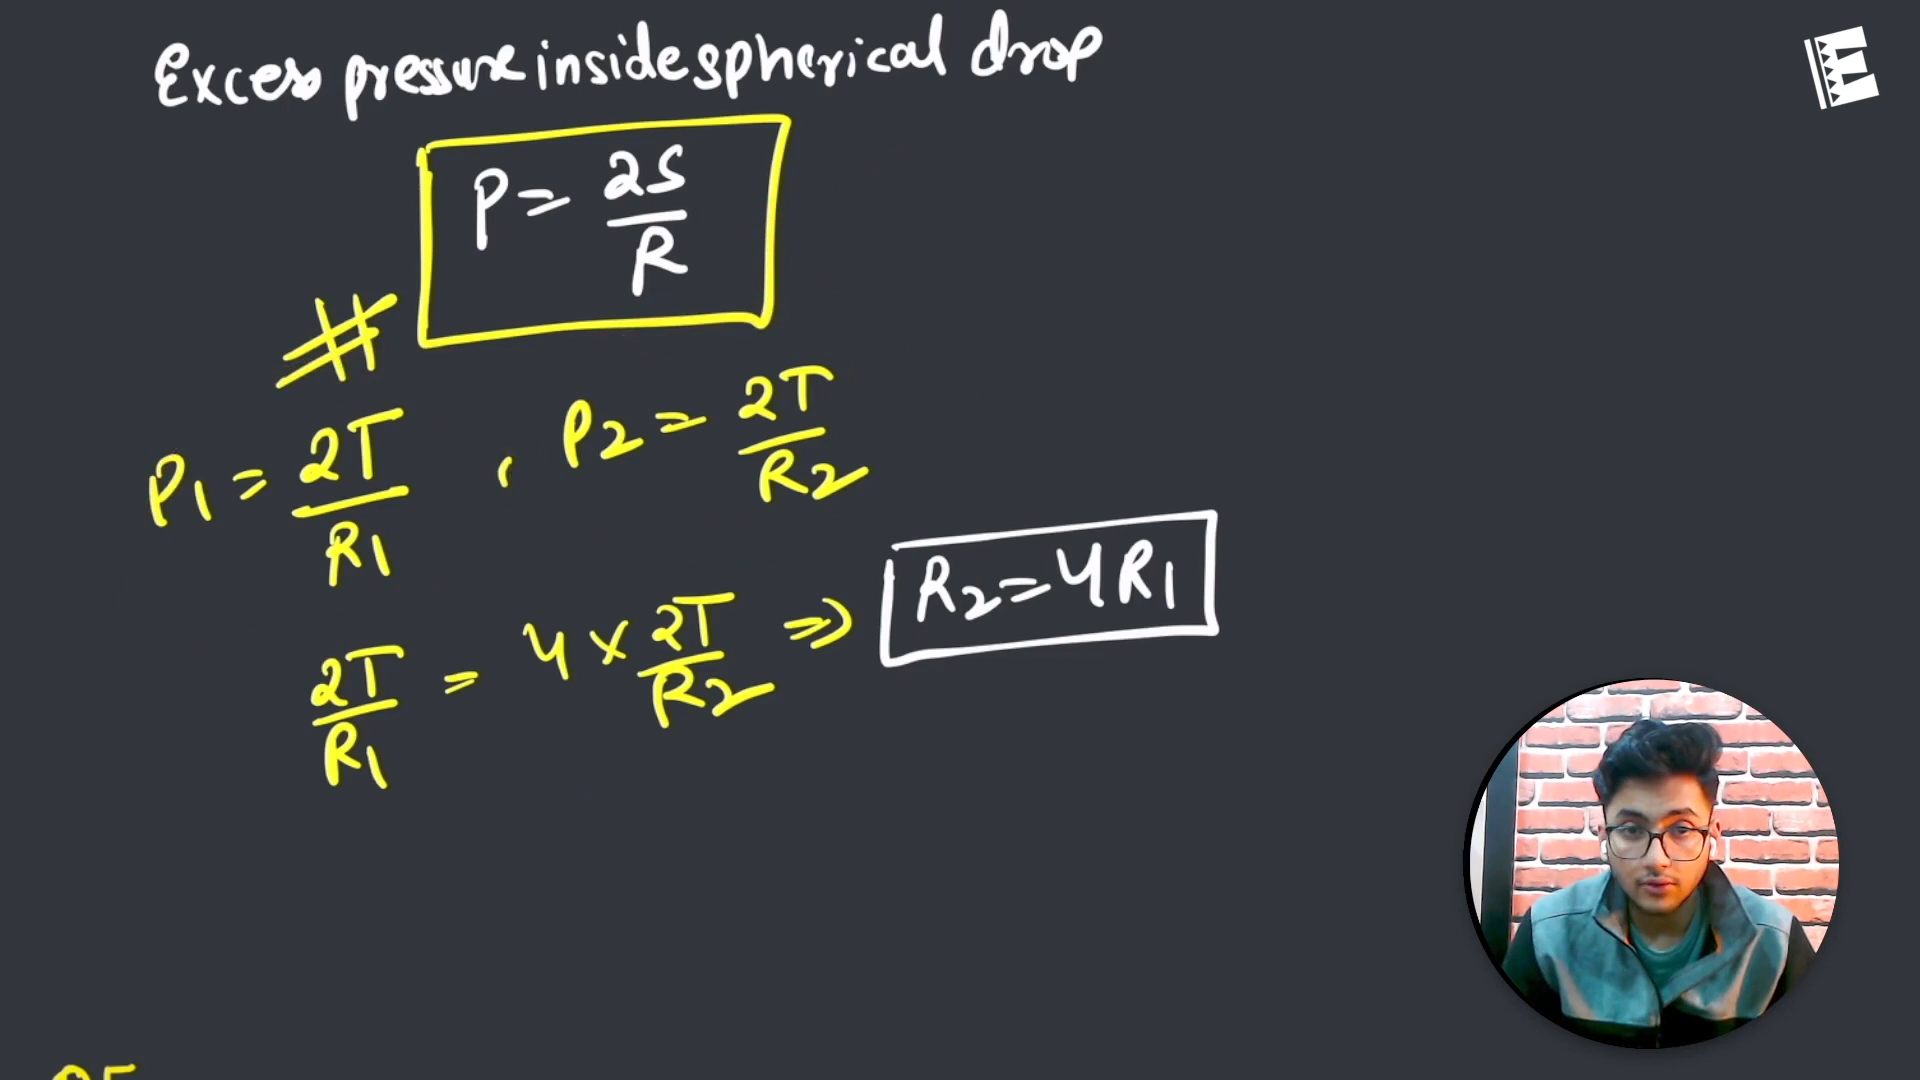 Excess pressure inside spherical drop
P = 2S/R
P1 = 2T/R1 , P2 = 2T/R2
2T/R1 = 4 × 2T/R2 ⇒ R2 = 4R1